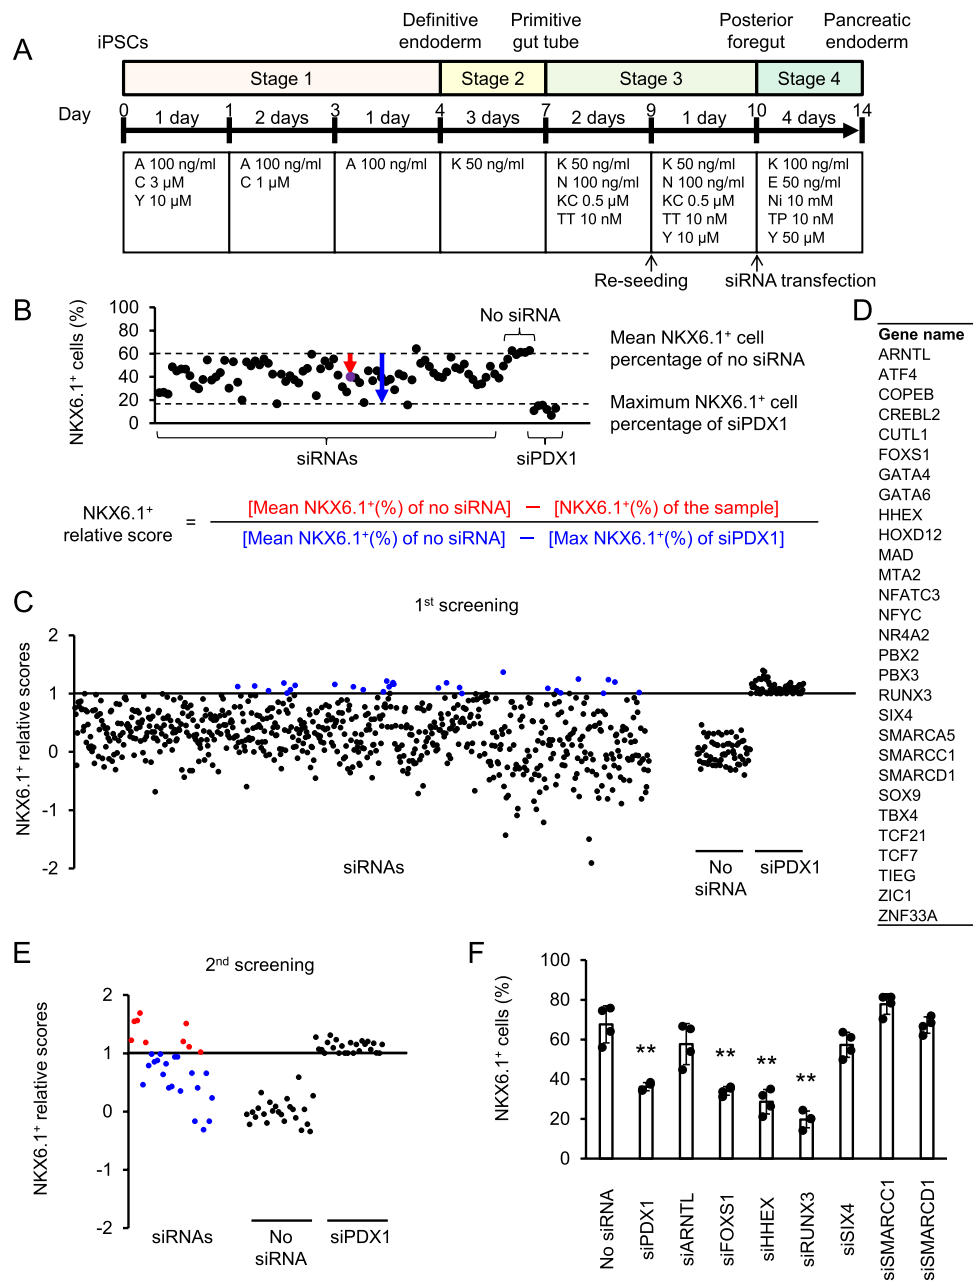 A
iPSCs
Definitive
endoderm
Primitive
gut tube
Posterior
foregut
Pancreatic
endoderm
Stage 1
Stage 2
Stage 3
Stage 4
Day
0 1 3 4 7 9 10 14
1 day
2 days
1 day
3 days
2 days
1 day
4 days
A 100 ng/ml
C 3 µM
Y 10 µM
A 100 ng/ml
C 1 µM
A 100 ng/ml
K 50 ng/ml
K 50 ng/ml
N 100 ng/ml
KC 0.5 µM
TT 10 nM
K 50 ng/ml
N 100 ng/ml
KC 0.5 µM
TT 10 nM
Y 10 µM
K 100 ng/ml
E 50 ng/ml
Ni 10 mM
TP 10 nM
Y 50 µM
Re-seeding
siRNA transfection
B
NKX6.1⁺ cells (%)
100
80
60
40
20
0
No siRNA
siRNAs
siPDX1
Mean NKX6.1⁺ cell
percentage of no siRNA
Maximum NKX6.1⁺ cell
percentage of siPDX1
NKX6.1⁺
relative score
=
[Mean NKX6.1⁺(%) of no siRNA] − [NKX6.1⁺(%) of the sample]
[Mean NKX6.1⁺(%) of no siRNA] − [Max NKX6.1⁺(%) of siPDX1]
C
1ˢᵗ screening
NKX6.1⁺ relative scores
2
1
0
-1
-2
siRNAs
No
siRNA
siPDX1
D
Gene name
ARNTL
ATF4
COPEB
CREBL2
CUTL1
FOXS1
GATA4
GATA6
HHEX
HOXD12
MAD
MTA2
NFATC3
NFYC
NR4A2
PBX2
PBX3
RUNX3
SIX4
SMARCA5
SMARCC1
SMARCD1
SOX9
TBX4
TCF21
TCF7
TIEG
ZIC1
ZNF33A
E
2ⁿᵈ screening
NKX6.1⁺ relative scores
2
1
0
-1
-2
siRNAs
No
siRNA
siPDX1
F
NKX6.1⁺ cells (%)
100
80
60
40
20
0
**
**
**
**
No siRNA
siPDX1
siARNTL
siFOXS1
siHHEX
siRUNX3
siSIX4
siSMARCC1
siSMARCD1